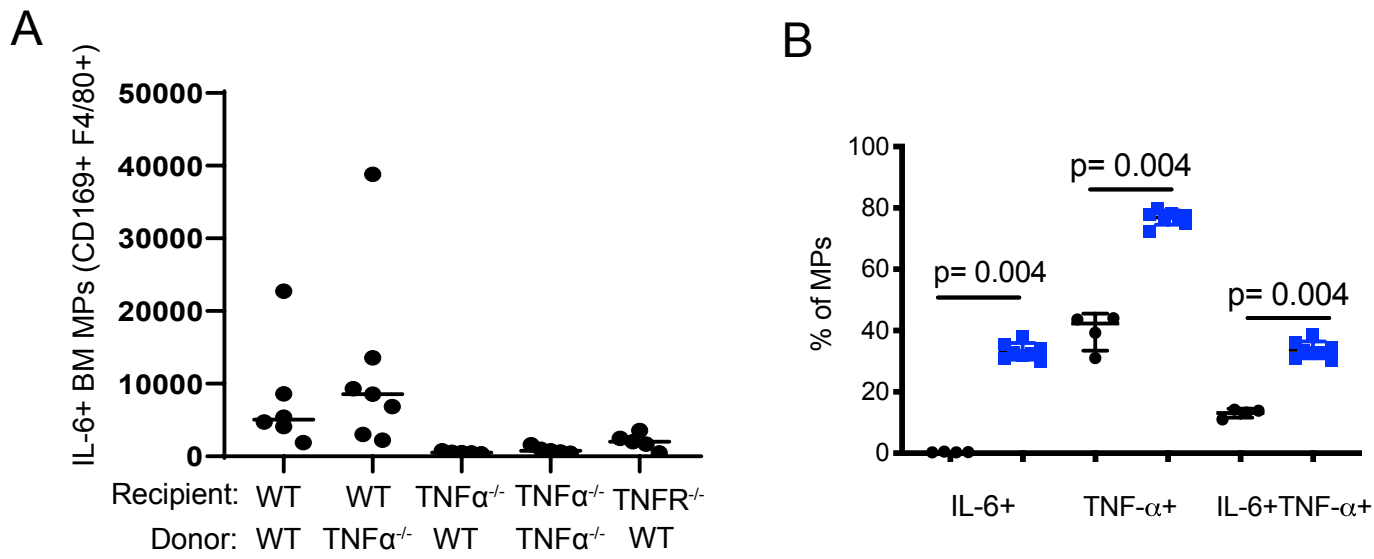 A
IL-6+ BM MPs (CD169+ F4/80+)
50000
40000
30000
20000
10000
0
Recipient: WT WT TNFα-/- TNFα-/- TNFR-/-
Donor: WT TNFα-/- WT TNFα-/- WT
B
% of MPs
100
80
60
40
20
0
p= 0.004
p= 0.004
p= 0.004
IL-6+ TNF-α+ IL-6+TNF-α+